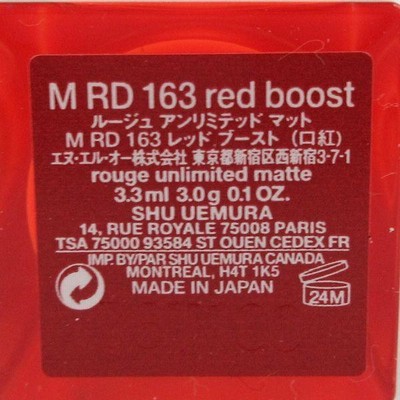 M RD 163 red boost
ルージュ アンリミテッド マット
M RD 163 レッド ブースト (口紅)
エヌ･エル･オー株式会社 東京都新宿区西新宿3-7-1
rouge unlimited matte
3.3 ml 3.0 g 0.1 OZ.
SHU UEMURA
14, RUE ROYALE 75008 PARIS
TSA 75000 93584 ST OUEN CEDEX FR
IMP. BY/PAR SHU UEMURA CANADA
MONTREAL, H4T 1K5
MADE IN JAPAN
24M